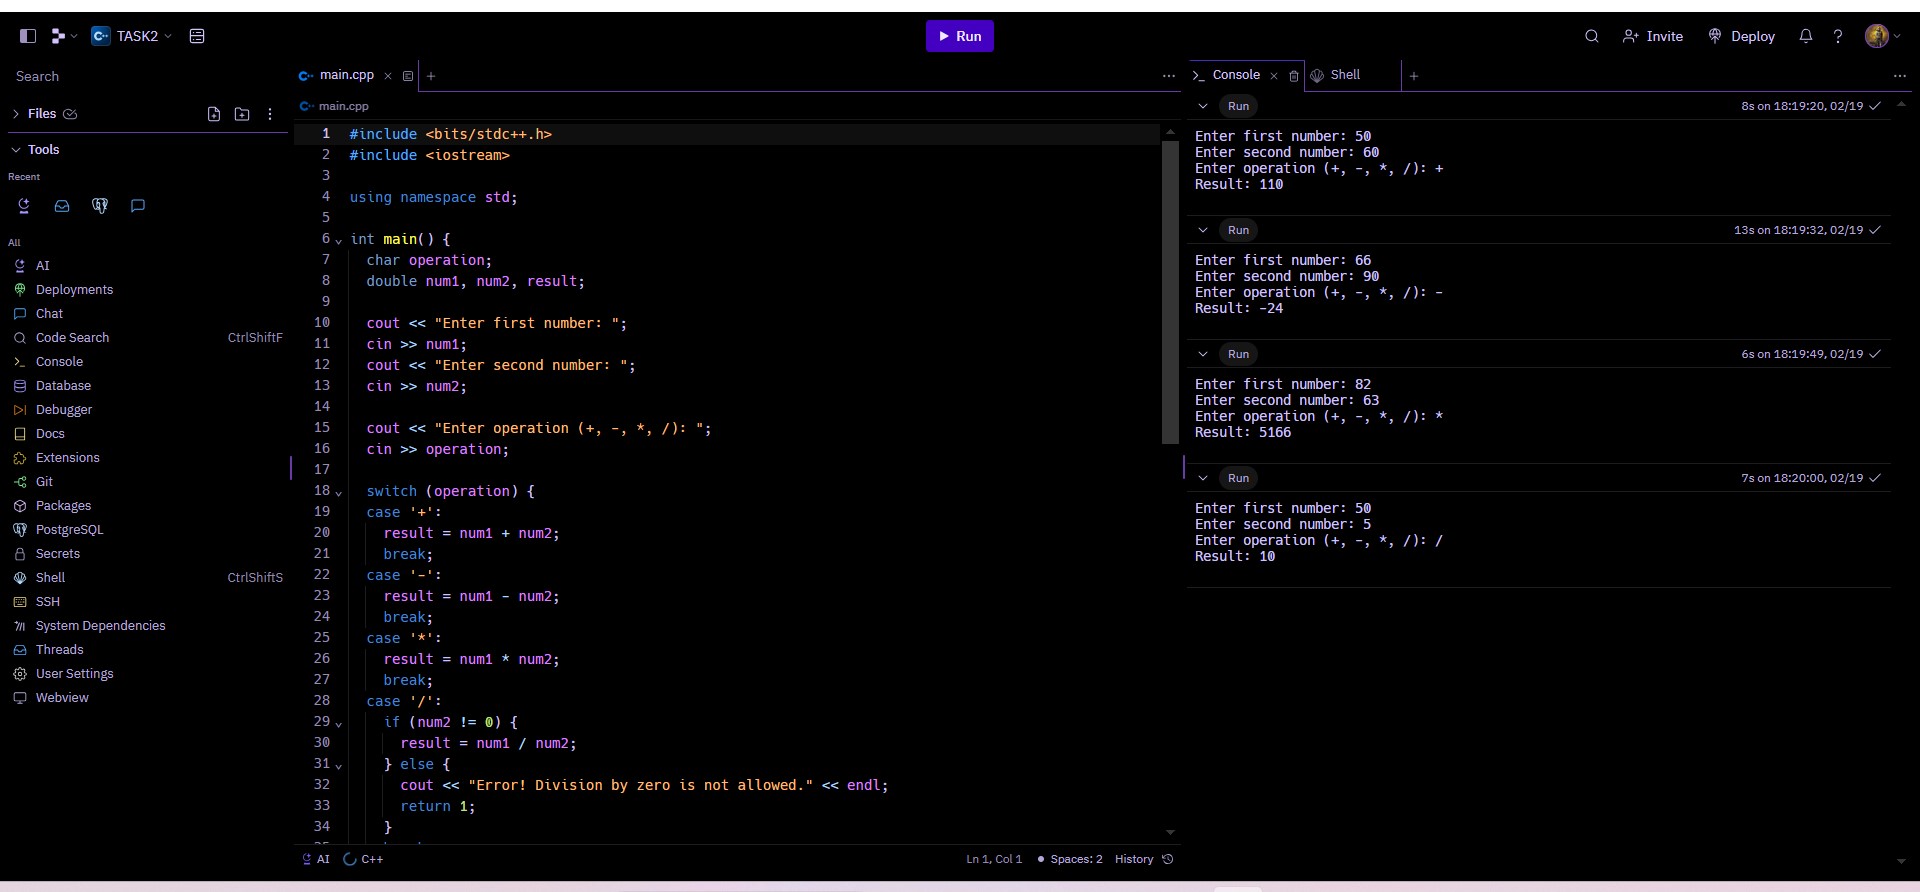 TASK2
Run
Invite
Deploy
?
Search
Files
Tools
Recent
All
AI
Deployments
Chat
Code Search CtrlShiftF
Console
Database
Debugger
Docs
Extensions
Git
Packages
PostgreSQL
Secrets
Shell CtrlShiftS
SSH
System Dependencies
Threads
User Settings
Webview
main.cpp
main.cpp
1 #include <bits/stdc++.h>
2 #include <iostream>
3
4 using namespace std;
5
6 int main() {
7 char operation;
8 double num1, num2, result;
9
10 cout << "Enter first number: ";
11 cin >> num1;
12 cout << "Enter second number: ";
13 cin >> num2;
14
15 cout << "Enter operation (+, -, *, /): ";
16 cin >> operation;
17
18 switch (operation) {
19 case '+':
20 result = num1 + num2;
21 break;
22 case '-':
23 result = num1 - num2;
24 break;
25 case '*':
26 result = num1 * num2;
27 break;
28 case '/':
29 if (num2 != 0) {
30 result = num1 / num2;
31 } else {
32 cout << "Error! Division by zero is not allowed." << endl;
33 return 1;
34 }
AI C++
Ln 1, Col 1 Spaces: 2 History
Console Shell
Run 8s on 18:19:20, 02/19
Enter first number: 50
Enter second number: 60
Enter operation (+, -, *, /): +
Result: 110
Run 13s on 18:19:32, 02/19
Enter first number: 66
Enter second number: 90
Enter operation (+, -, *, /): -
Result: -24
Run 6s on 18:19:49, 02/19
Enter first number: 82
Enter second number: 63
Enter operation (+, -, *, /): *
Result: 5166
Run 7s on 18:20:00, 02/19
Enter first number: 50
Enter second number: 5
Enter operation (+, -, *, /): /
Result: 10